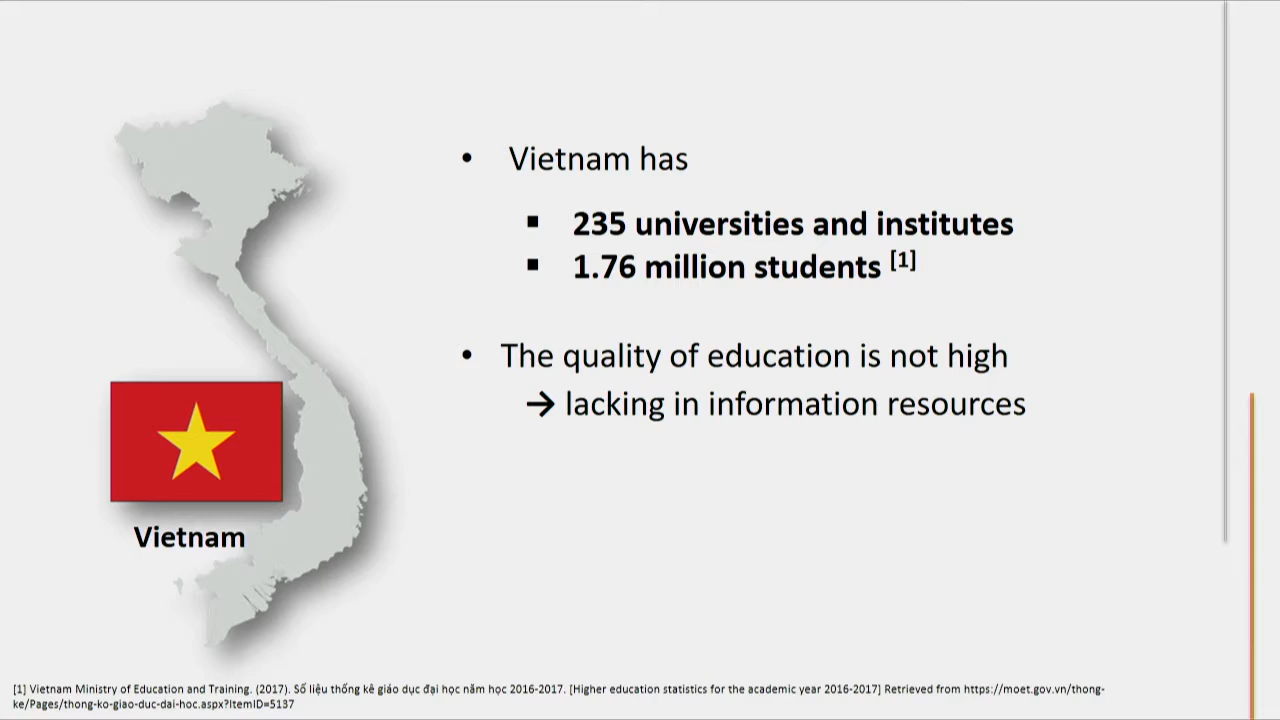 • Vietnam has
▪ 235 universities and institutes
▪ 1.76 million students [1]
• The quality of education is not high
→ lacking in information resources
Vietnam
[1] Vietnam Ministry of Education and Training. (2017). Số liệu thống kê giáo dục đại học năm học 2016-2017. [Higher education statistics for the academic year 2016-2017] Retrieved from https://moet.gov.vn/thong-
ke/Pages/thong-ko-giao-duc-dai-hoc.aspx?ItemID=5137